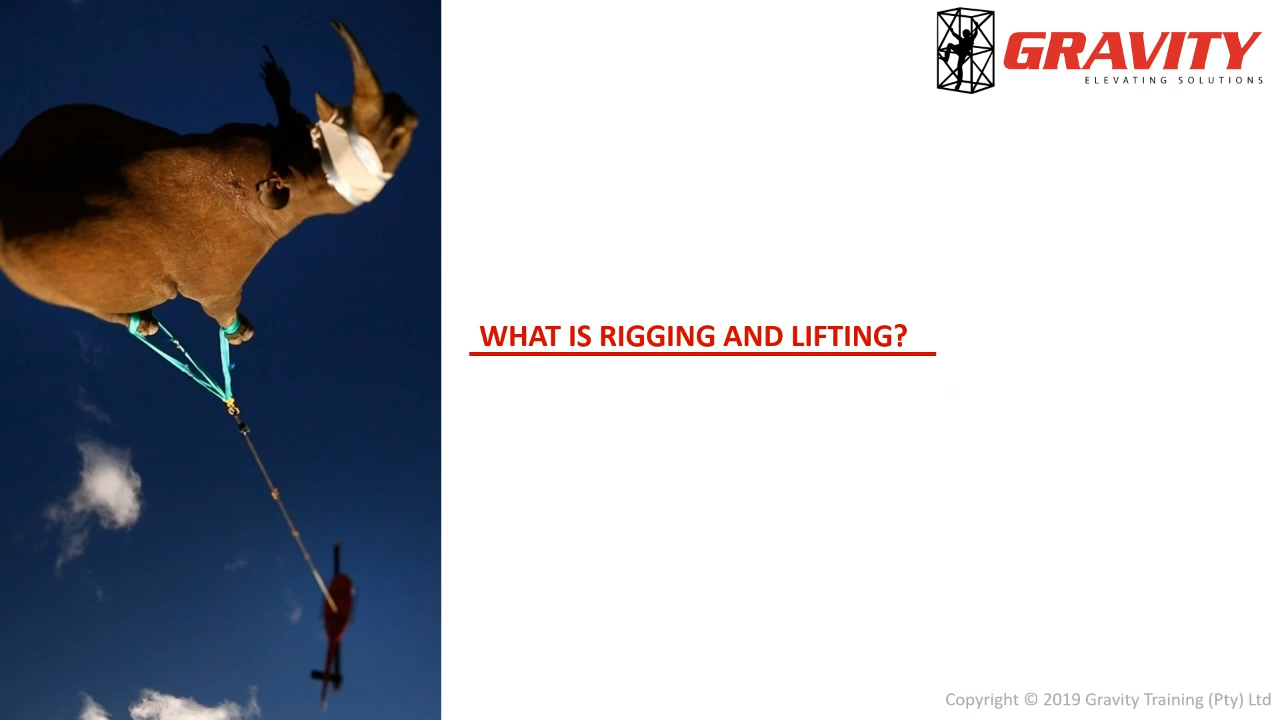 GRAVITY
ELEVATING SOLUTIONS
WHAT IS RIGGING AND LIFTING?
Copyright © 2019 Gravity Training (Pty) Ltd